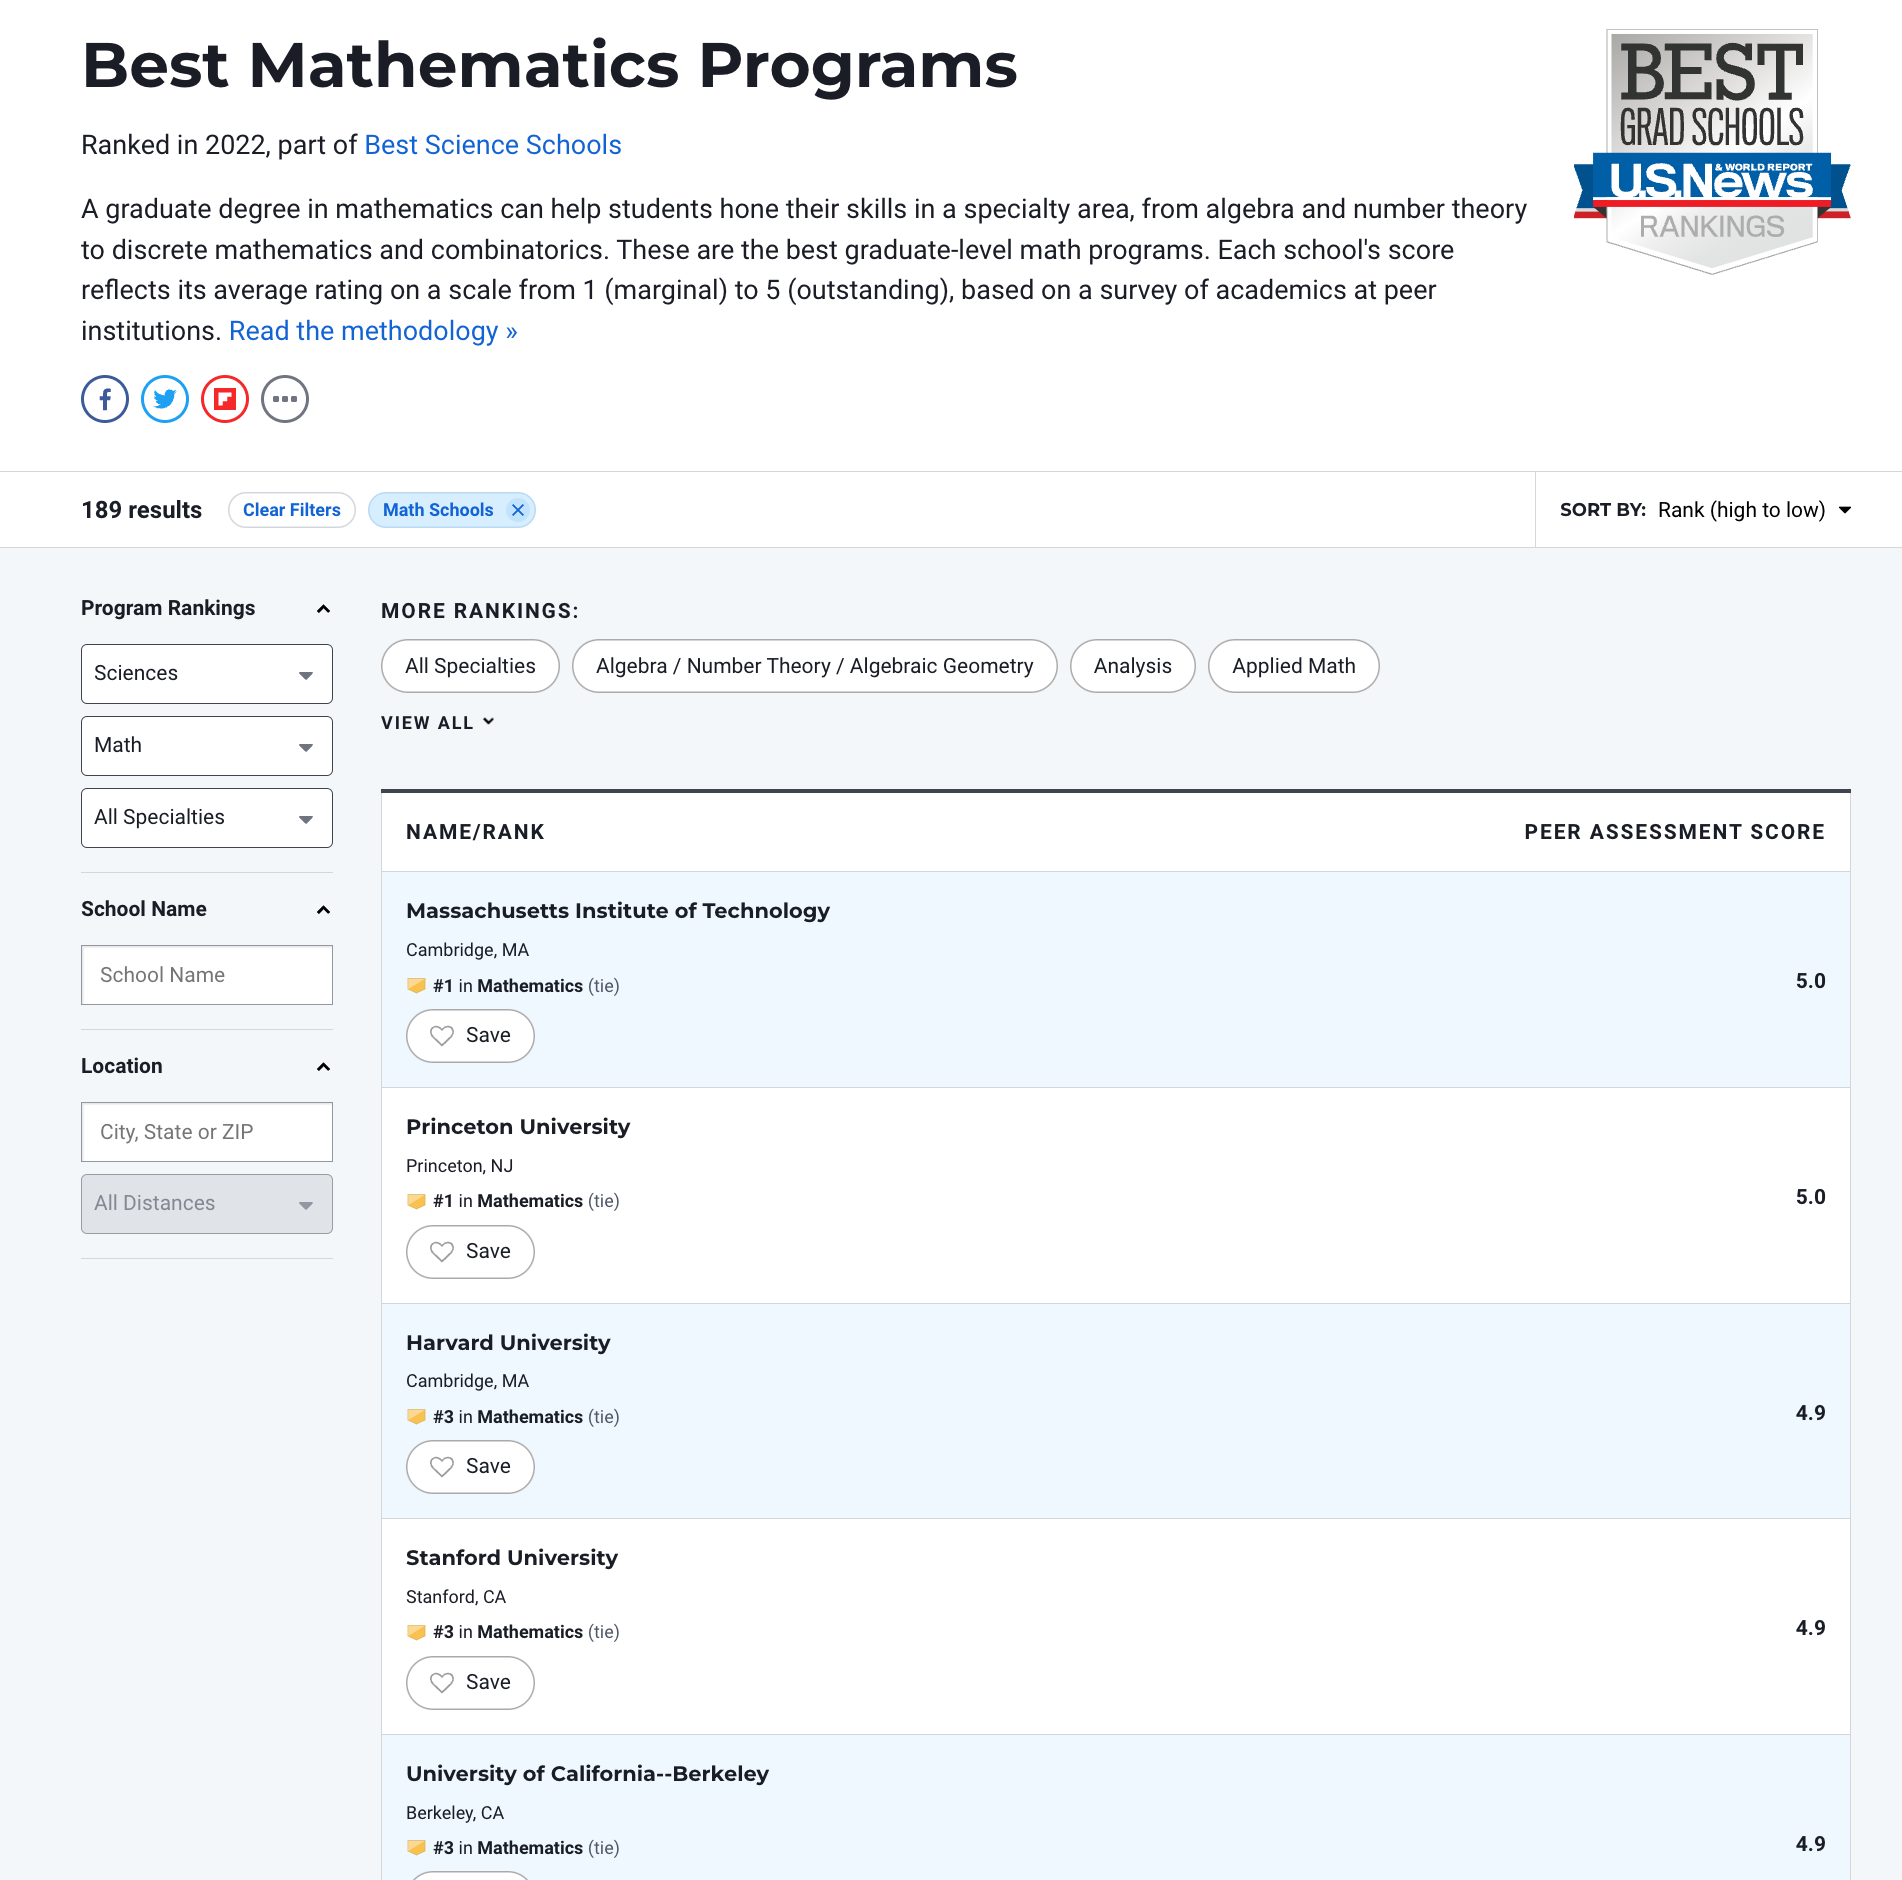 Best Mathematics Programs
Ranked in 2022, part of Best Science Schools
A graduate degree in mathematics can help students hone their skills in a specialty area, from algebra and number theory
to discrete mathematics and combinatorics. These are the best graduate-level math programs. Each school's score
reflects its average rating on a scale from 1 (marginal) to 5 (outstanding), based on a survey of academics at peer
institutions. Read the methodology »
BEST
GRAD SCHOOLS
U.S.News & WORLD REPORT
RANKINGS
189 results
Clear Filters
Math Schools
SORT BY: Rank (high to low)
Program Rankings
Sciences
Math
All Specialties
School Name
School Name
Location
City, State or ZIP
All Distances
MORE RANKINGS:
All Specialties
Algebra / Number Theory / Algebraic Geometry
Analysis
Applied Math
VIEW ALL
NAME/RANK
PEER ASSESSMENT SCORE
Massachusetts Institute of Technology
Cambridge, MA
#1 in Mathematics (tie)
5.0
Save
Princeton University
Princeton, NJ
#1 in Mathematics (tie)
5.0
Save
Harvard University
Cambridge, MA
#3 in Mathematics (tie)
4.9
Save
Stanford University
Stanford, CA
#3 in Mathematics (tie)
4.9
Save
University of California--Berkeley
Berkeley, CA
#3 in Mathematics (tie)
4.9